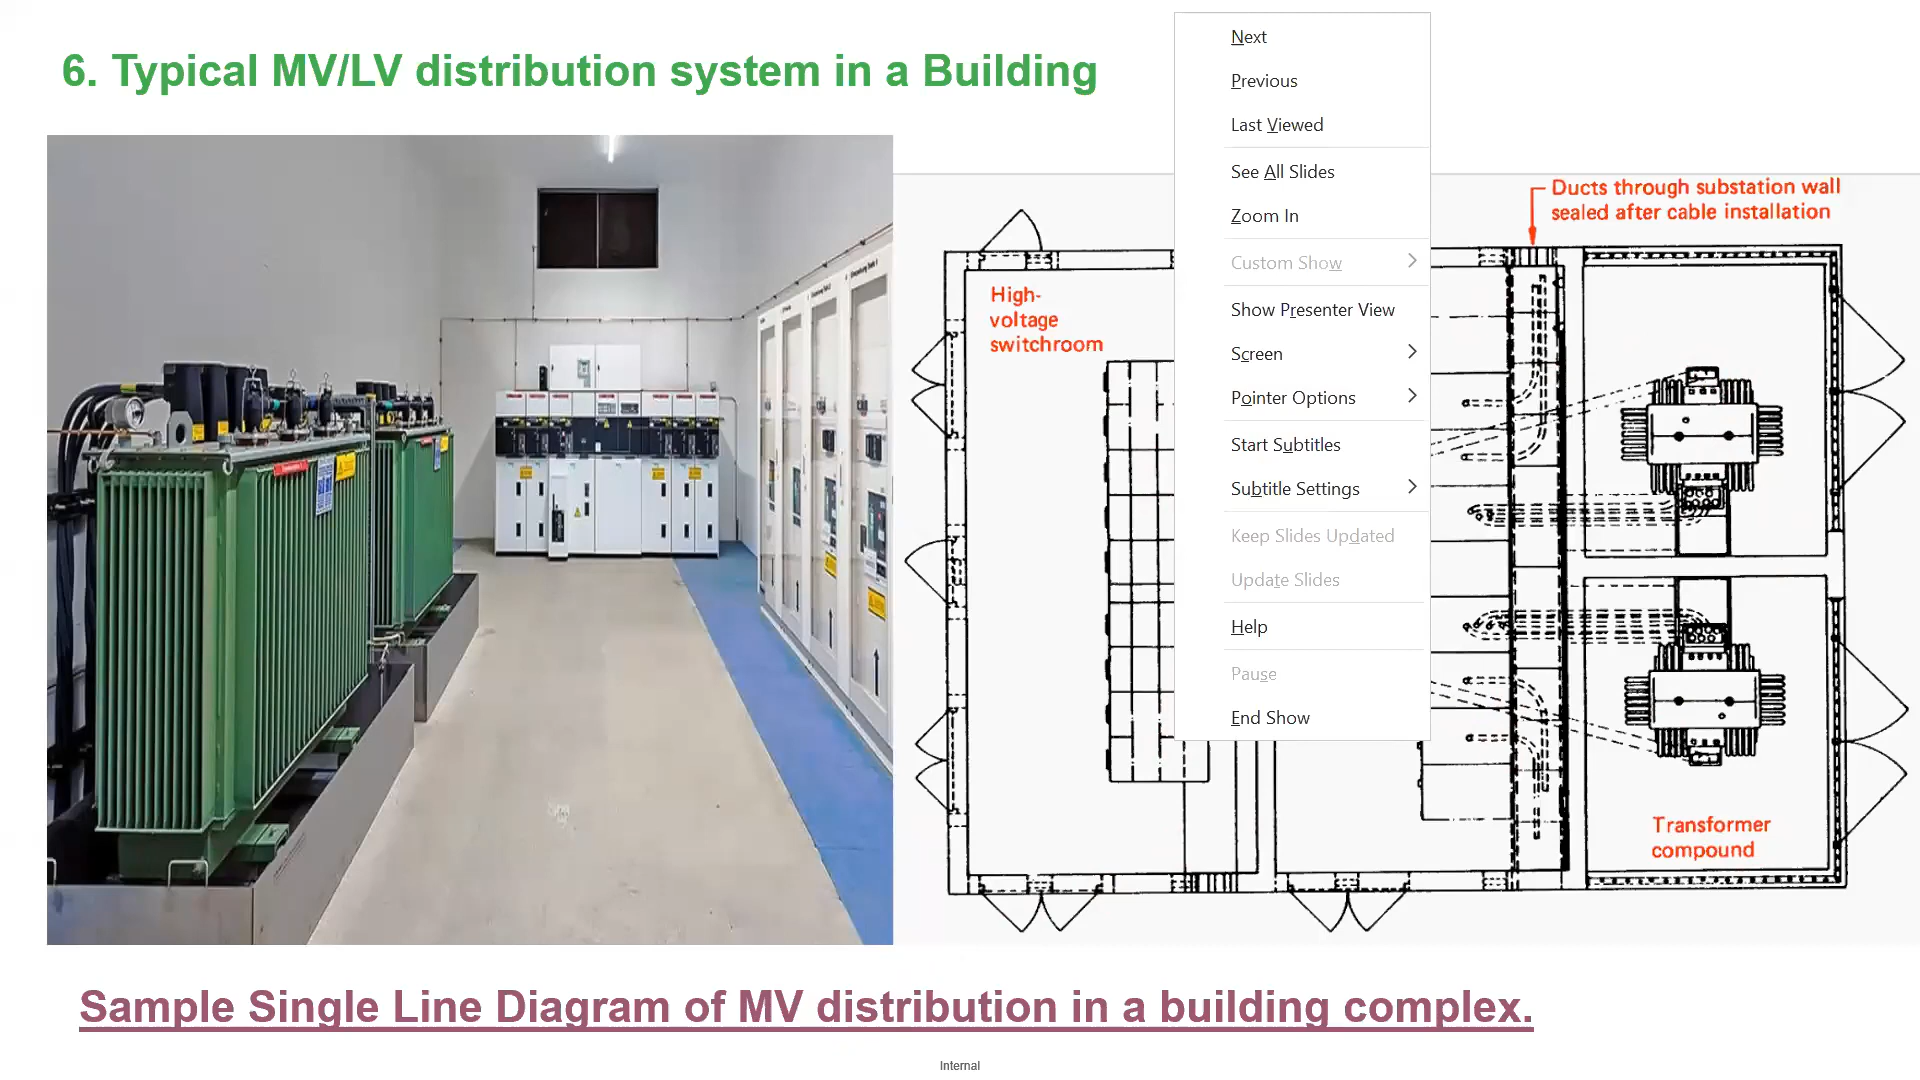 6. Typical MV/LV distribution system in a Building
Next
Previous
Last Viewed
See All Slides
Zoom In
Custom Show
Show Presenter View
Screen
Pointer Options
Start Subtitles
Subtitle Settings
Keep Slides Updated
Update Slides
Help
Pause
End Show
Ducts through substation wall
sealed after cable installation
High-
voltage
switchroom
Transformer
compound
Sample Single Line Diagram of MV distribution in a building complex.
Internal